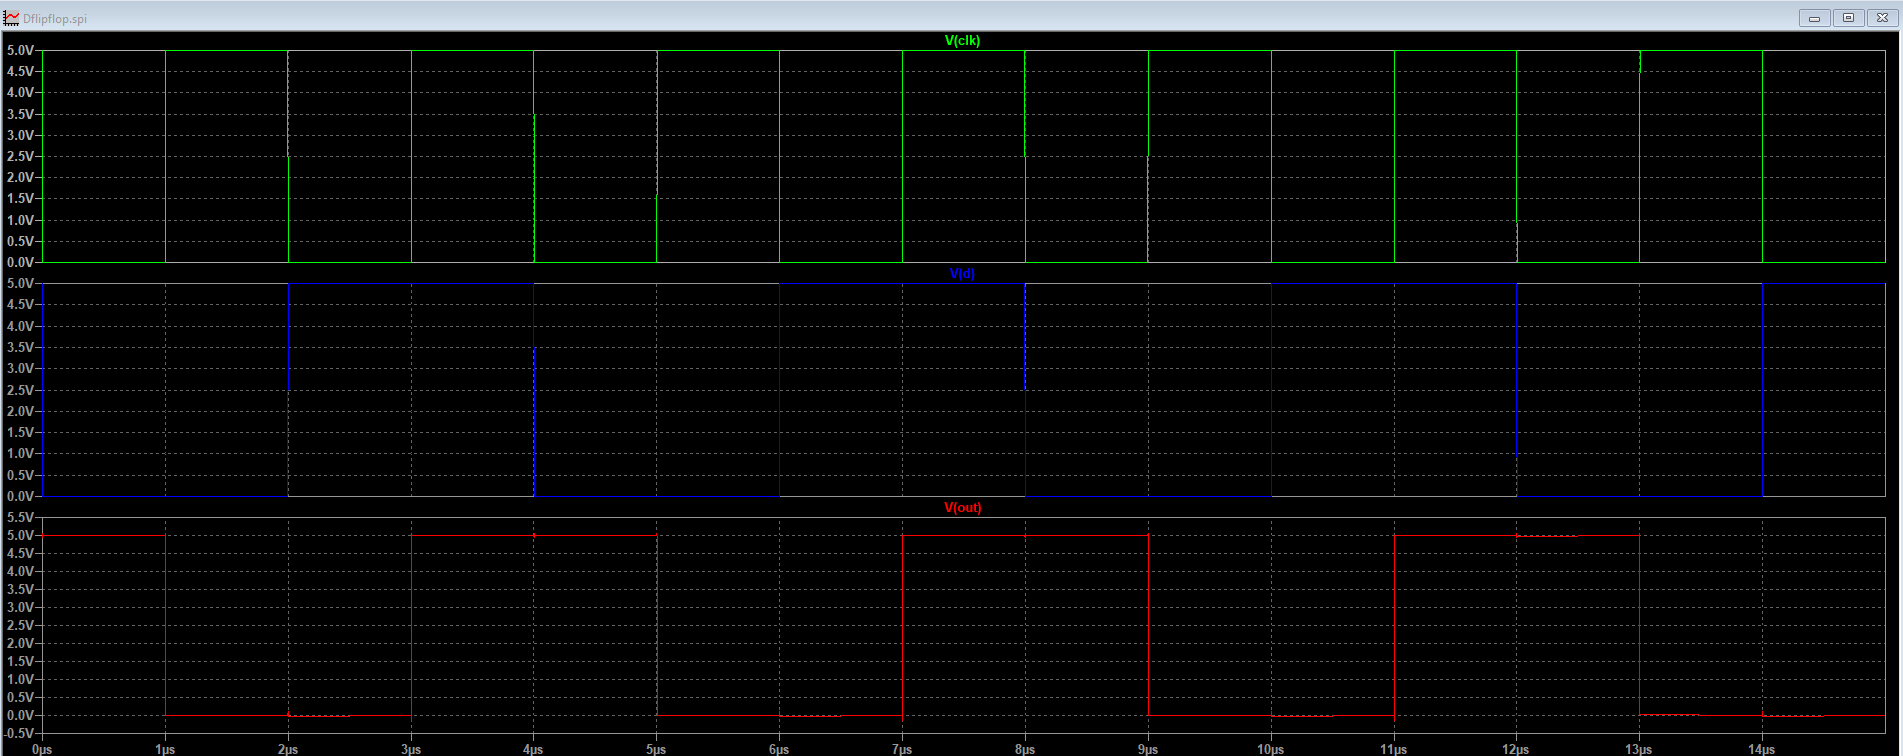 Dflipflop.spi
V(clk)
5.0V
4.5V
4.0V
3.5V
3.0V
2.5V
2.0V
1.5V
1.0V
0.5V
0.0V
V(d)
5.0V
4.5V
4.0V
3.5V
3.0V
2.5V
2.0V
1.5V
1.0V
0.5V
0.0V
V(out)
5.5V
5.0V
4.5V
4.0V
3.5V
3.0V
2.5V
2.0V
1.5V
1.0V
0.5V
0.0V
-0.5V
0µs 1µs 2µs 3µs 4µs 5µs 6µs 7µs 8µs 9µs 10µs 11µs 12µs 13µs 14µs